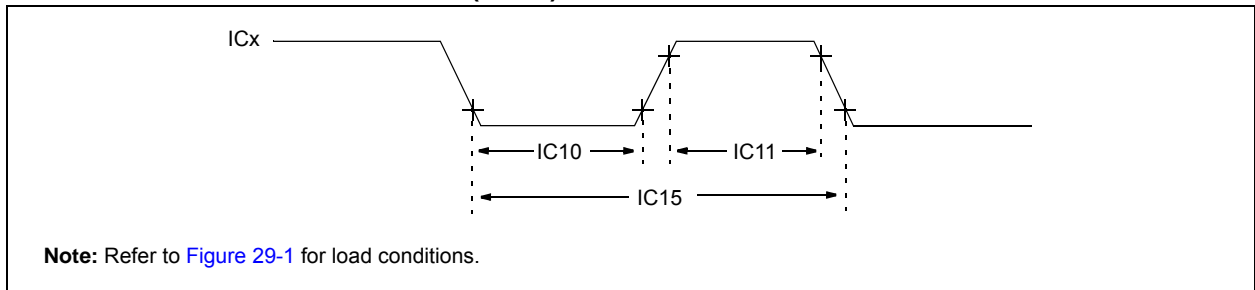 ICx
IC10
IC11
IC15
Note: Refer to Figure 29-1 for load conditions.